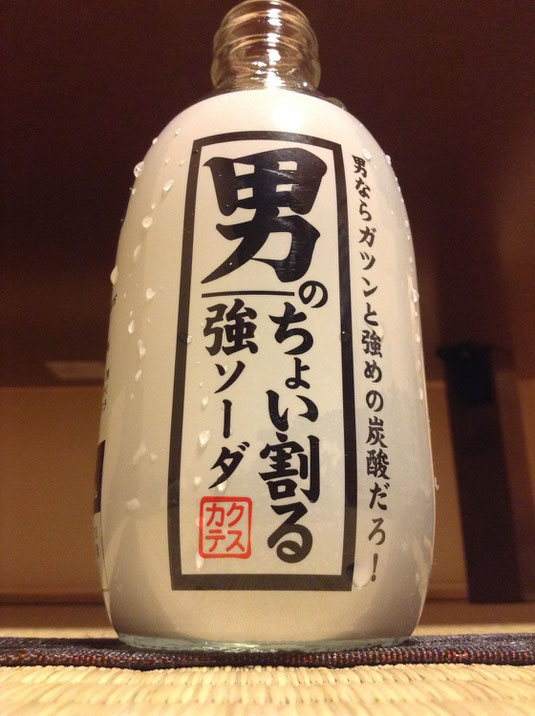 男ならガツンと強めの炭酸だろ!
男のちょい割る
強ソーダ
クス
カテ